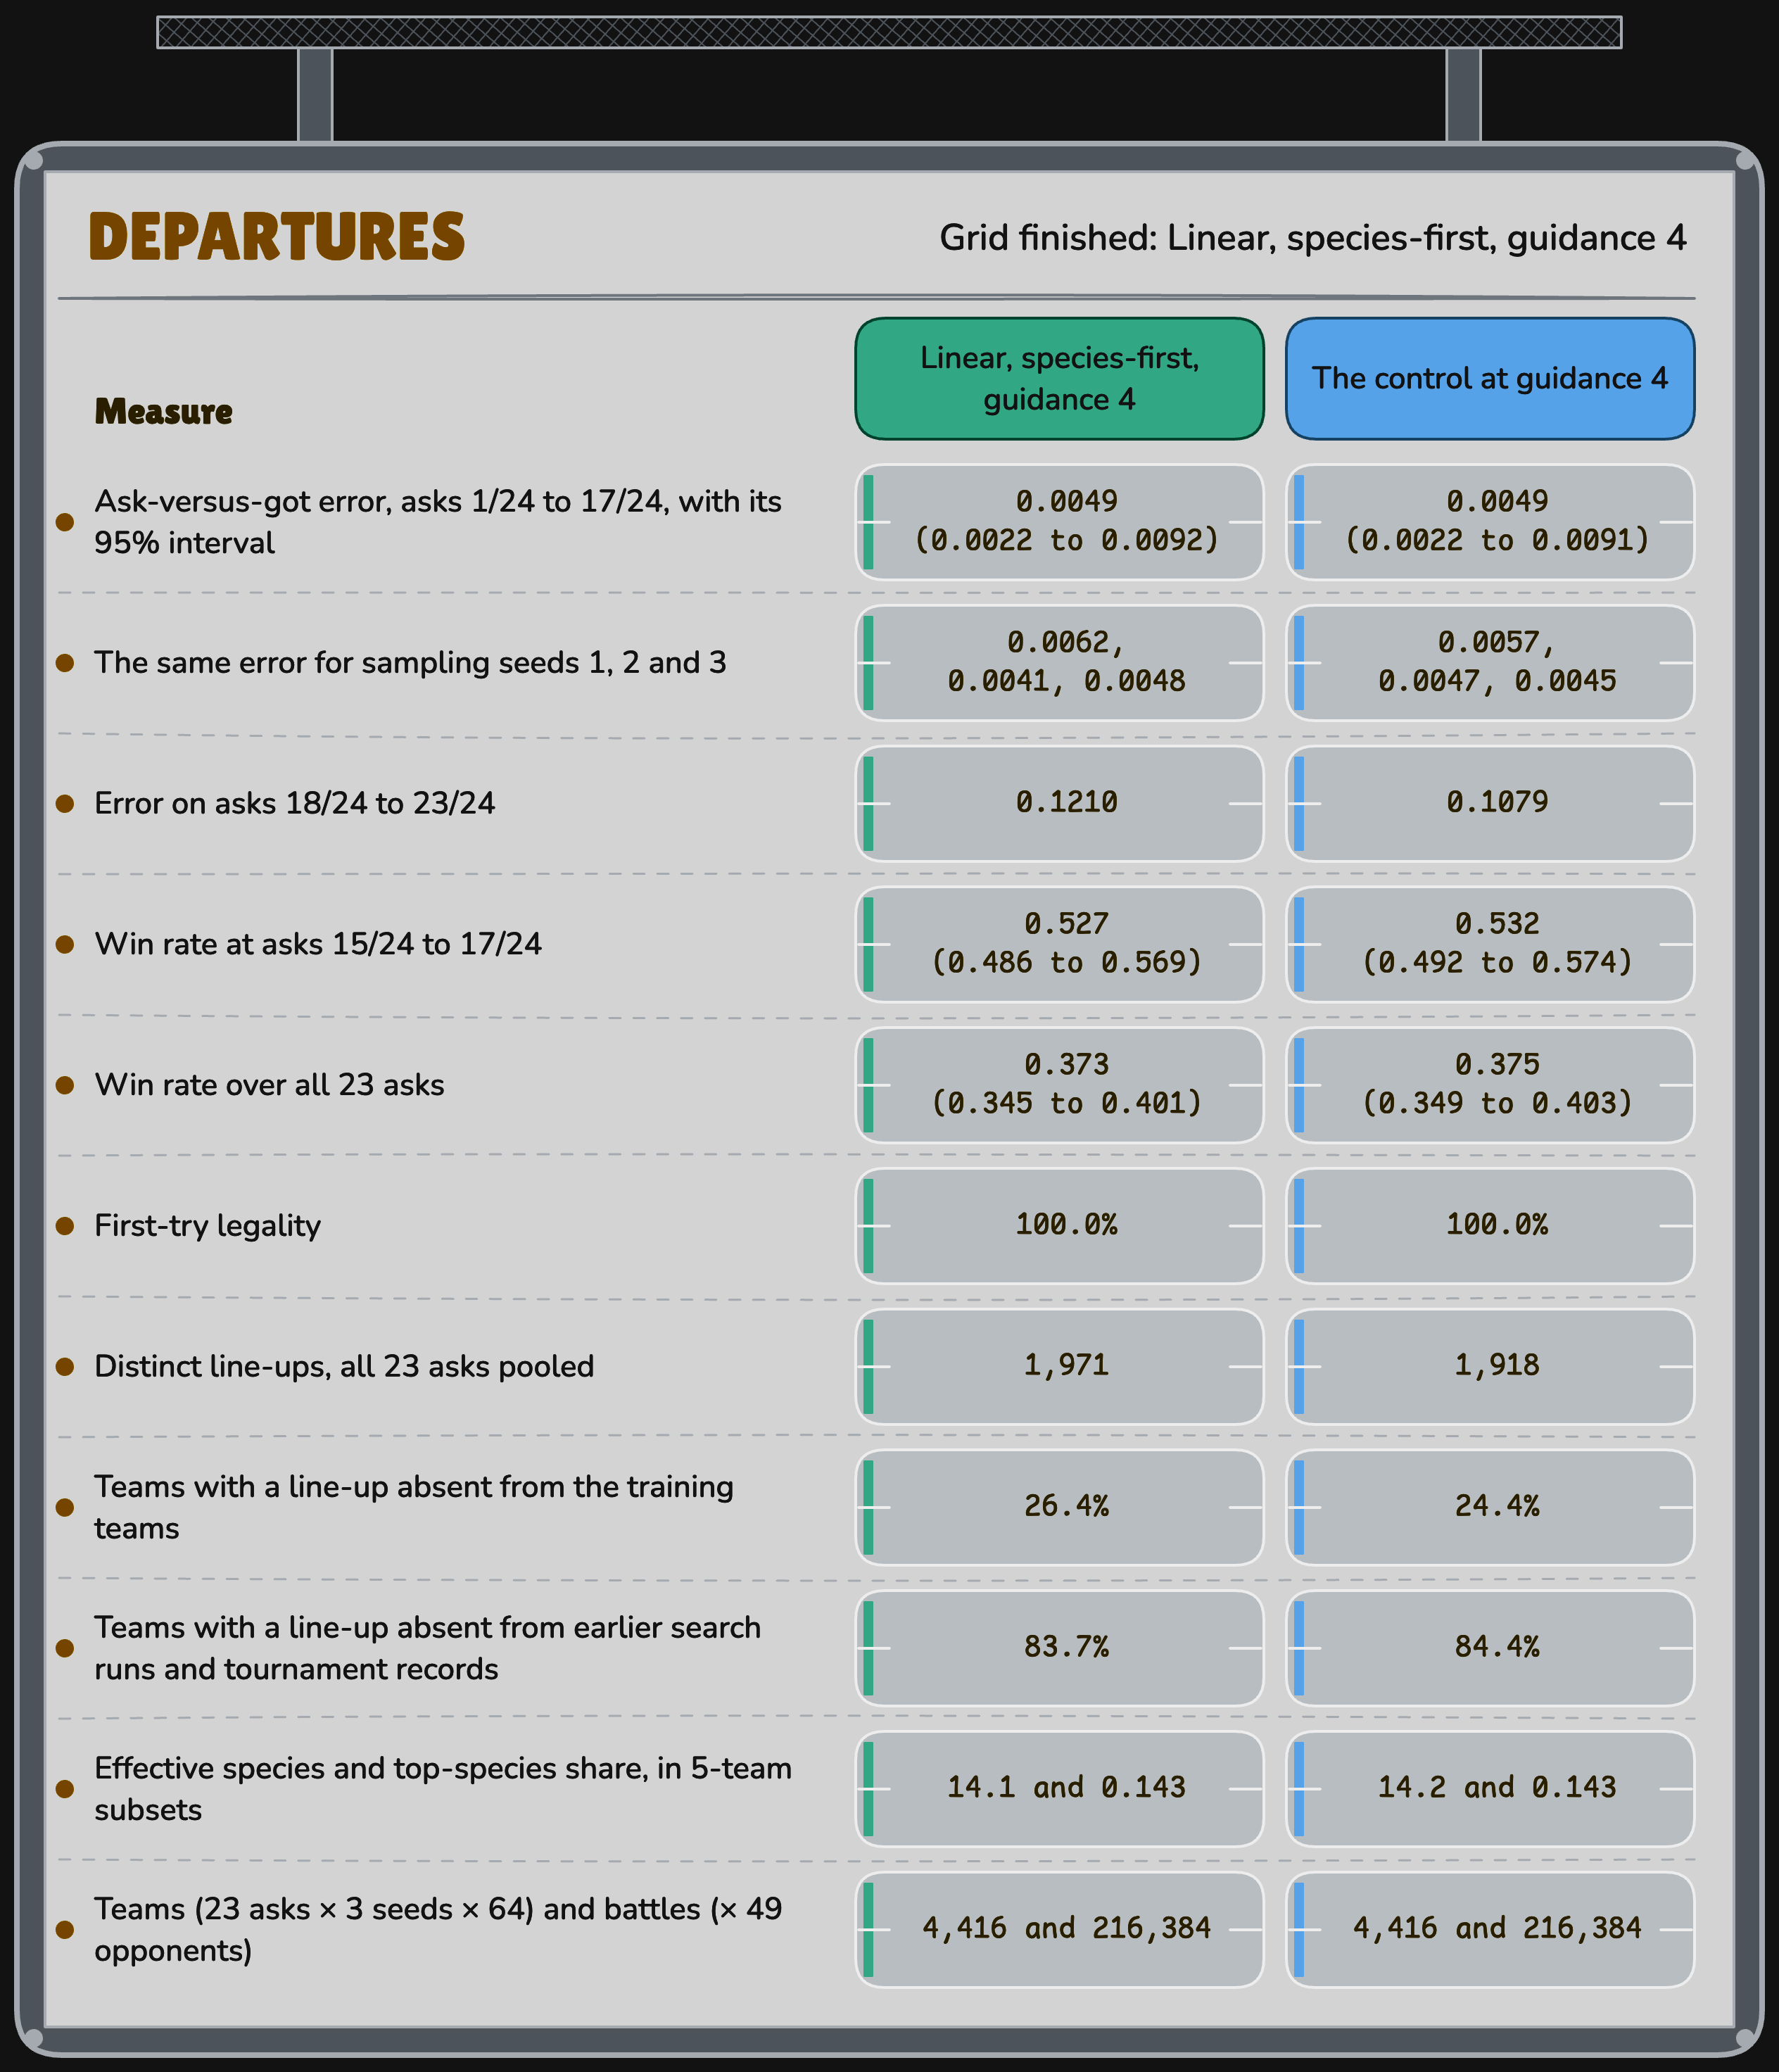 DEPARTURES
Grid finished: Linear, species-first, guidance 4
Measure
Linear, species-first,
guidance 4
The control at guidance 4
Ask-versus-got error, asks 1/24 to 17/24, with its
95% interval
0.0049
(0.0022 to 0.0092)
0.0049
(0.0022 to 0.0091)
The same error for sampling seeds 1, 2 and 3
0.0062,
0.0041, 0.0048
0.0057,
0.0047, 0.0045
Error on asks 18/24 to 23/24
0.1210
0.1079
Win rate at asks 15/24 to 17/24
0.527
(0.486 to 0.569)
0.532
(0.492 to 0.574)
Win rate over all 23 asks
0.373
(0.345 to 0.401)
0.375
(0.349 to 0.403)
First-try legality
100.0%
100.0%
Distinct line-ups, all 23 asks pooled
1,971
1,918
Teams with a line-up absent from the training
teams
26.4%
24.4%
Teams with a line-up absent from earlier search
runs and tournament records
83.7%
84.4%
Effective species and top-species share, in 5-team
subsets
14.1 and 0.143
14.2 and 0.143
Teams (23 asks × 3 seeds × 64) and battles (× 49
opponents)
4,416 and 216,384
4,416 and 216,384